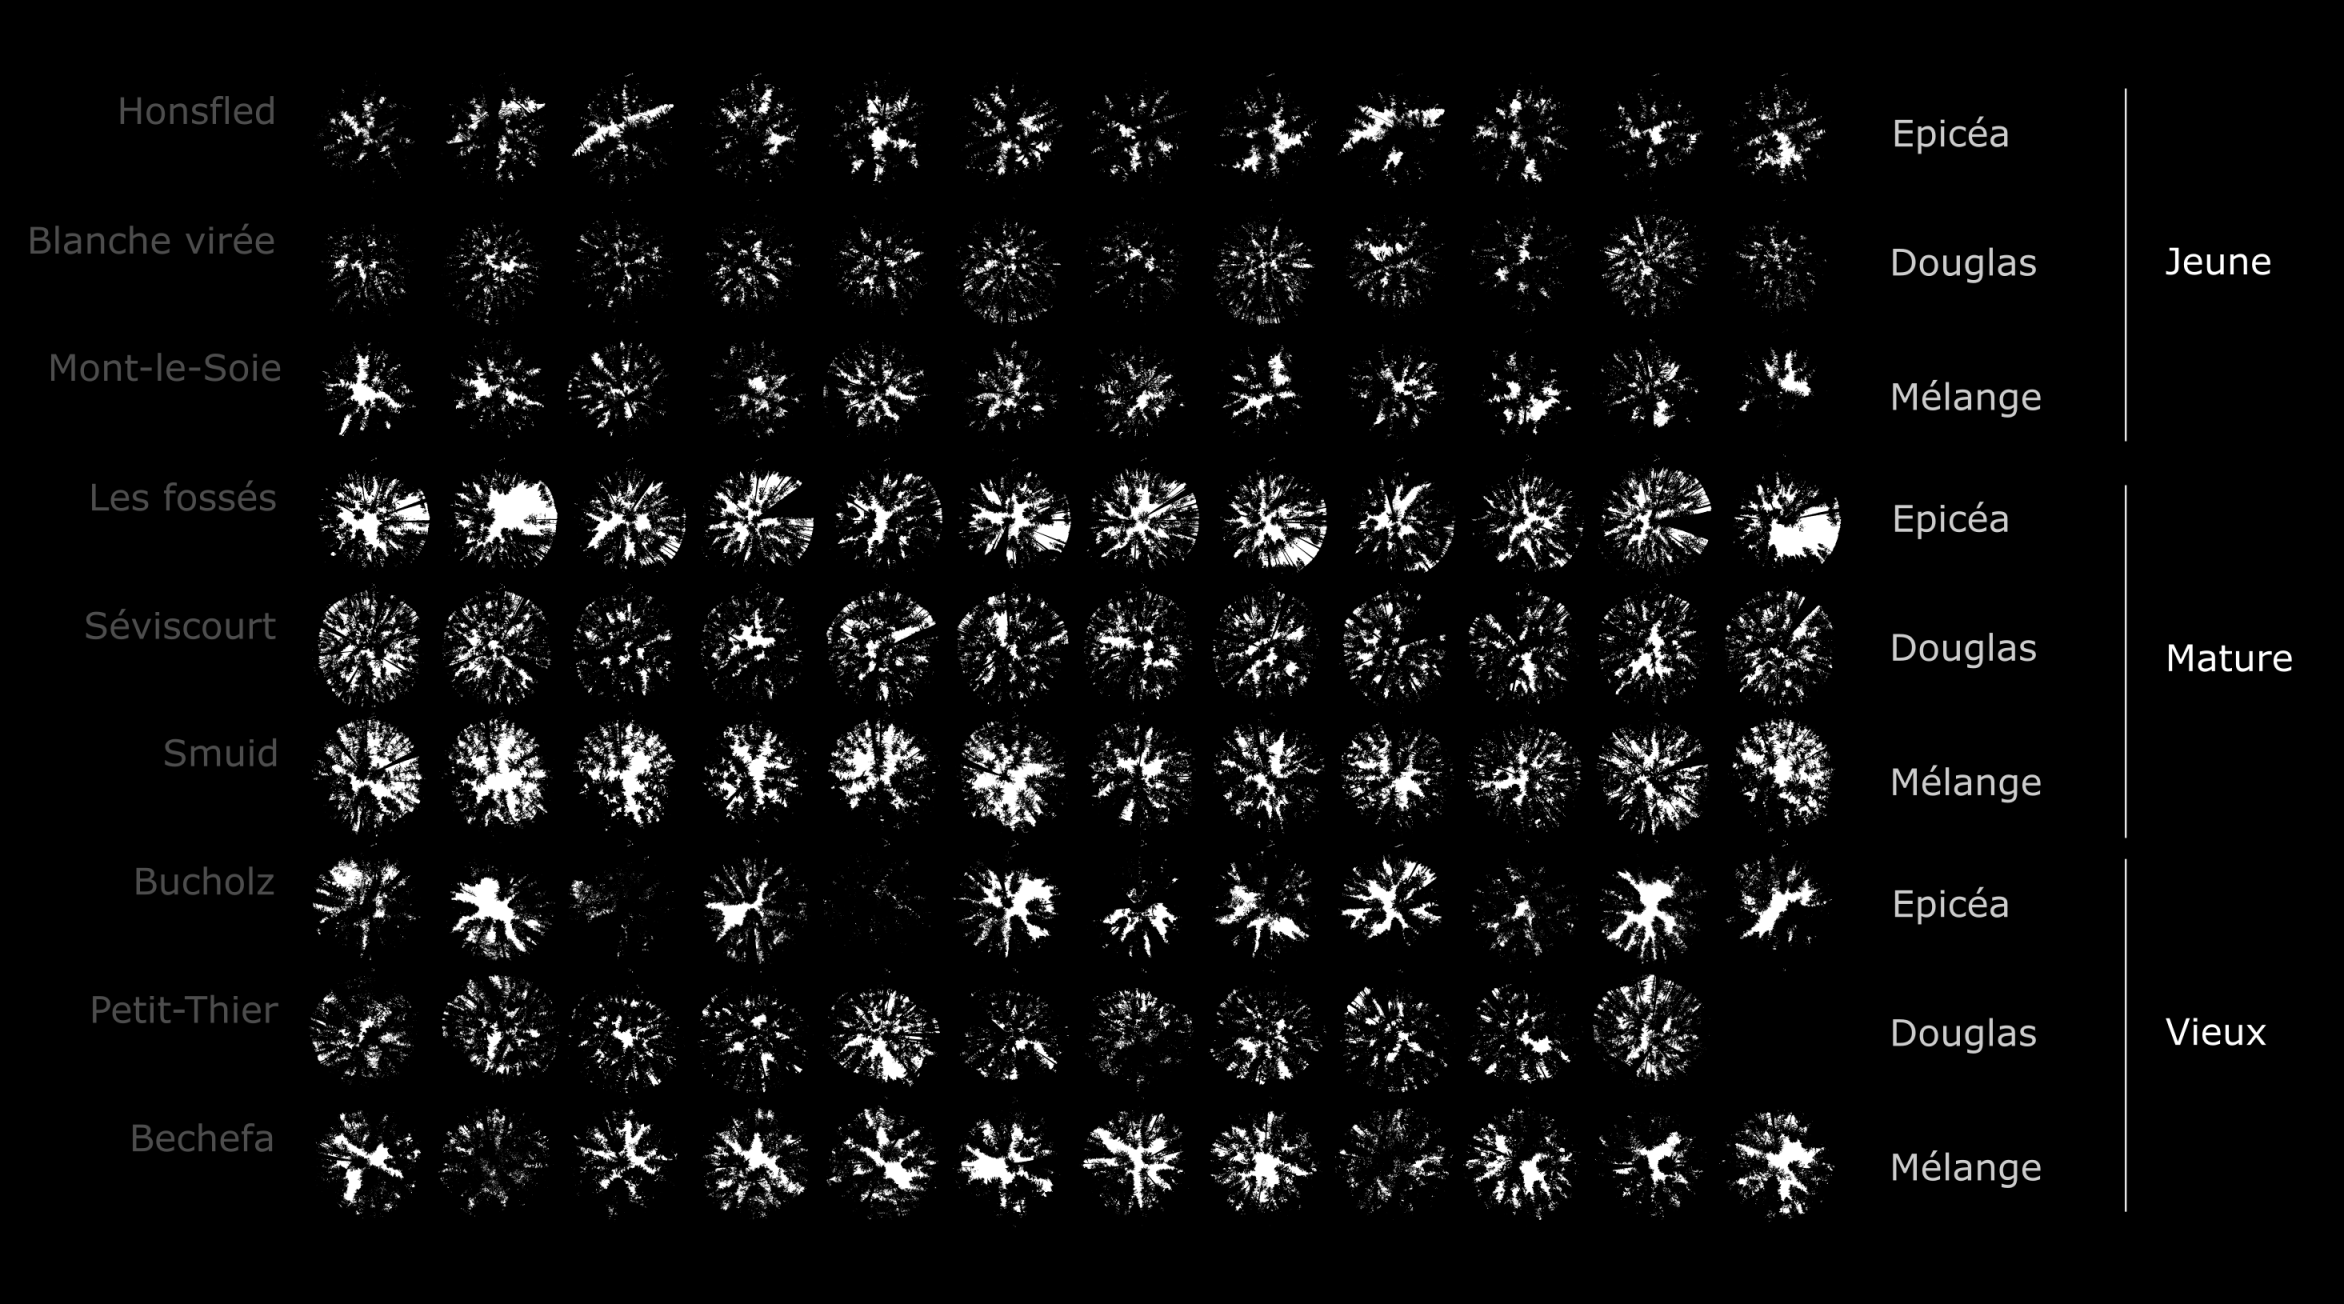 Honsfled
Epicéa
Blanche virée
Douglas
Jeune
Mont-le-Soie
Mélange
Les fossés
Epicéa
Séviscourt
Douglas
Mature
Smuid
Mélange
Bucholz
Epicéa
Petit-Thier
Douglas
Vieux
Bechefa
Mélange